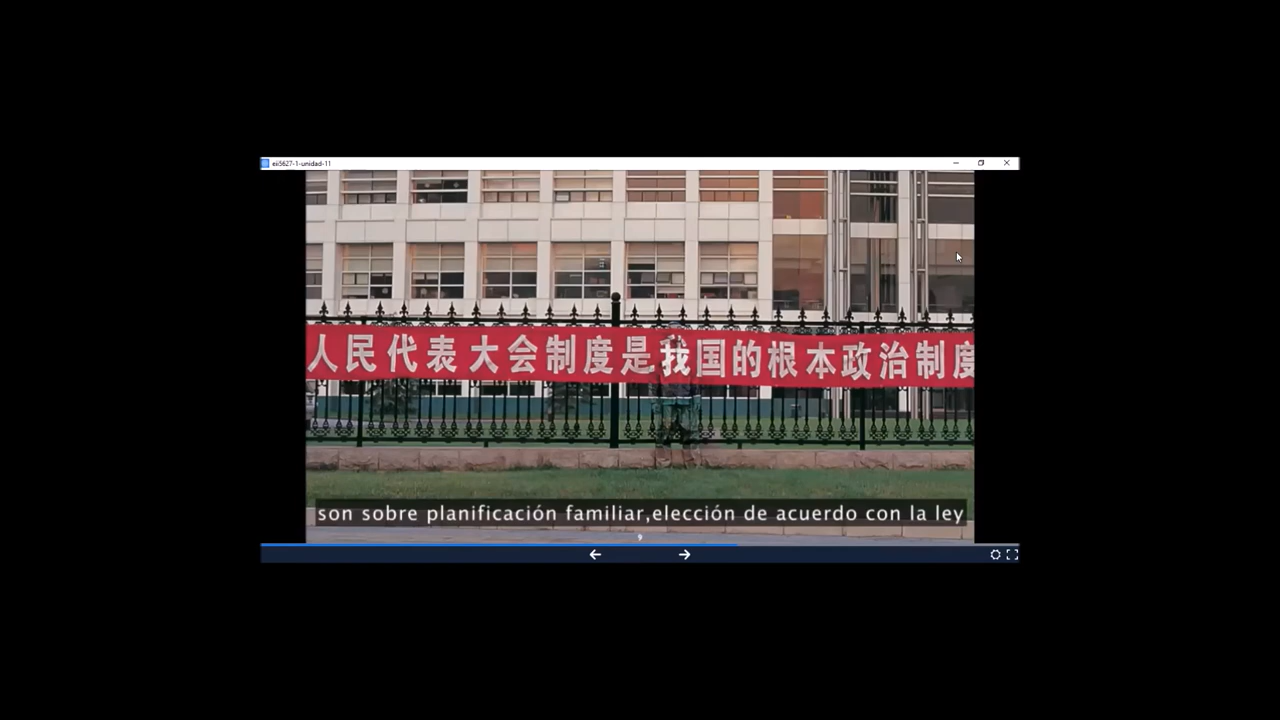 eii5627-1-unidad-11
人民代表大会制度是我国的根本政治制度
son sobre planificación familiar,elección de acuerdo con la ley
,